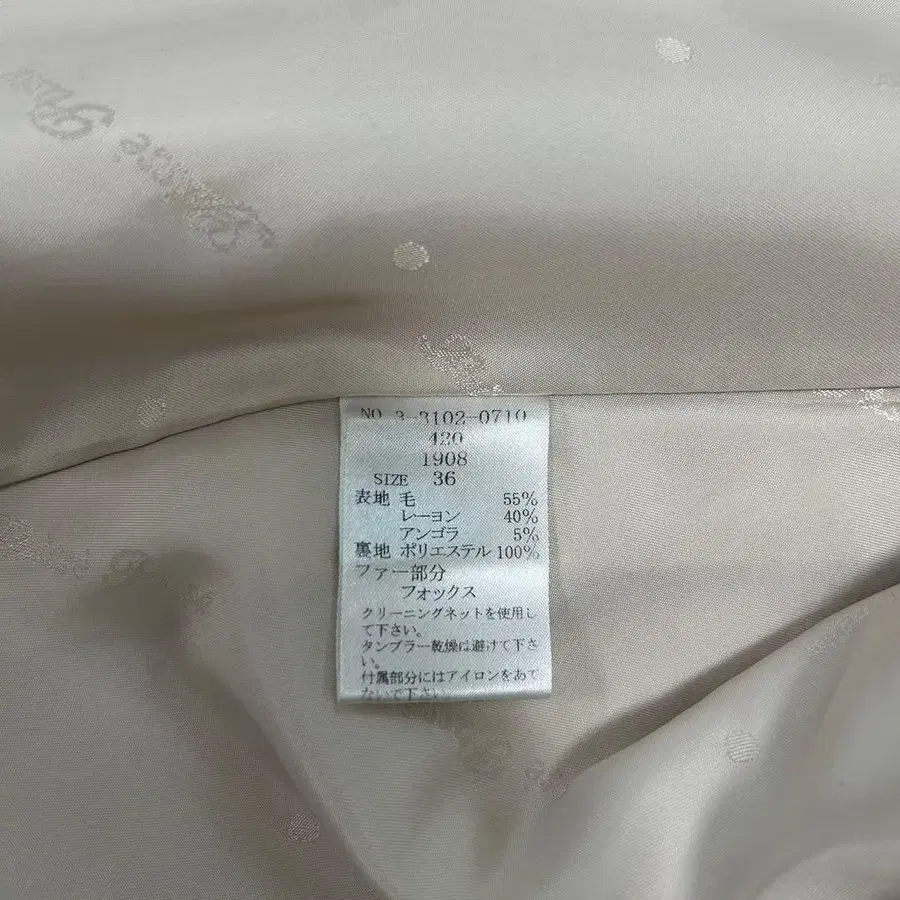 NO 3-3102-0710
420
1908
SIZE 36
表地 毛 55%
レーヨン 40%
アンゴラ 5%
裏地 ポリエステル 100%
ファー部分
フォックス
クリーニングネットを使用し
て下さい。
タンブラー乾燥は避けて下さ
い。
付属部分にはアイロンをあて
ないで下さい